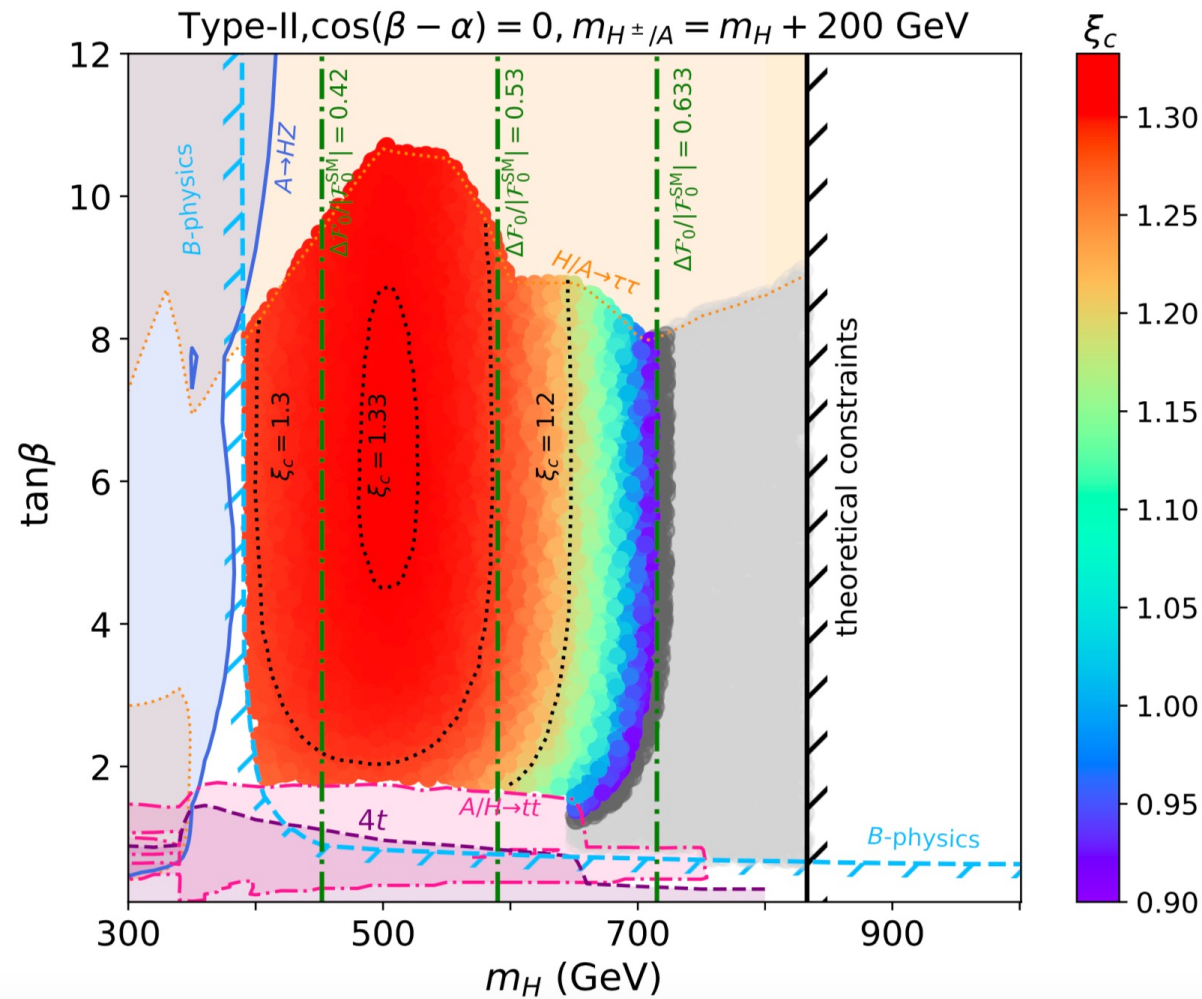 Type-II,cos(β − α) = 0, m_{H^{±}/A} = m_H + 200 GeV
ξ_c
12
10
8
6
4
2
tanβ
B-physics
A→HZ
ΔF_0/|F_0^{SM}| = 0.42
ΔF_0/|F_0^{SM}| = 0.53
ΔF_0/|F_0^{SM}| = 0.633
H/A→ττ
ξ_c = 1.3
ξ_c = 1.33
ξ_c = 1.2
theoretical constraints
A/H→tt
4t
B-physics
300
500
700
900
m_H (GeV)
1.30
1.25
1.20
1.15
1.10
1.05
1.00
0.95
0.90